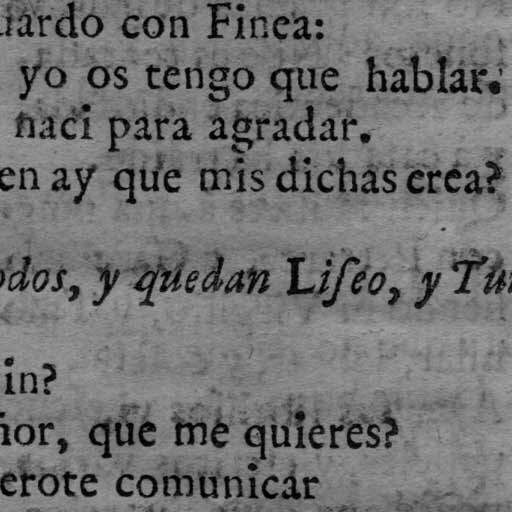 uardo con Finea:
yo os tengo que hablar.
naci para agradar.
en ay que mis dichas crea?
odos, y quedan Liſeo, y Tur
in?
ñor, que me quieres?
erote comunicar